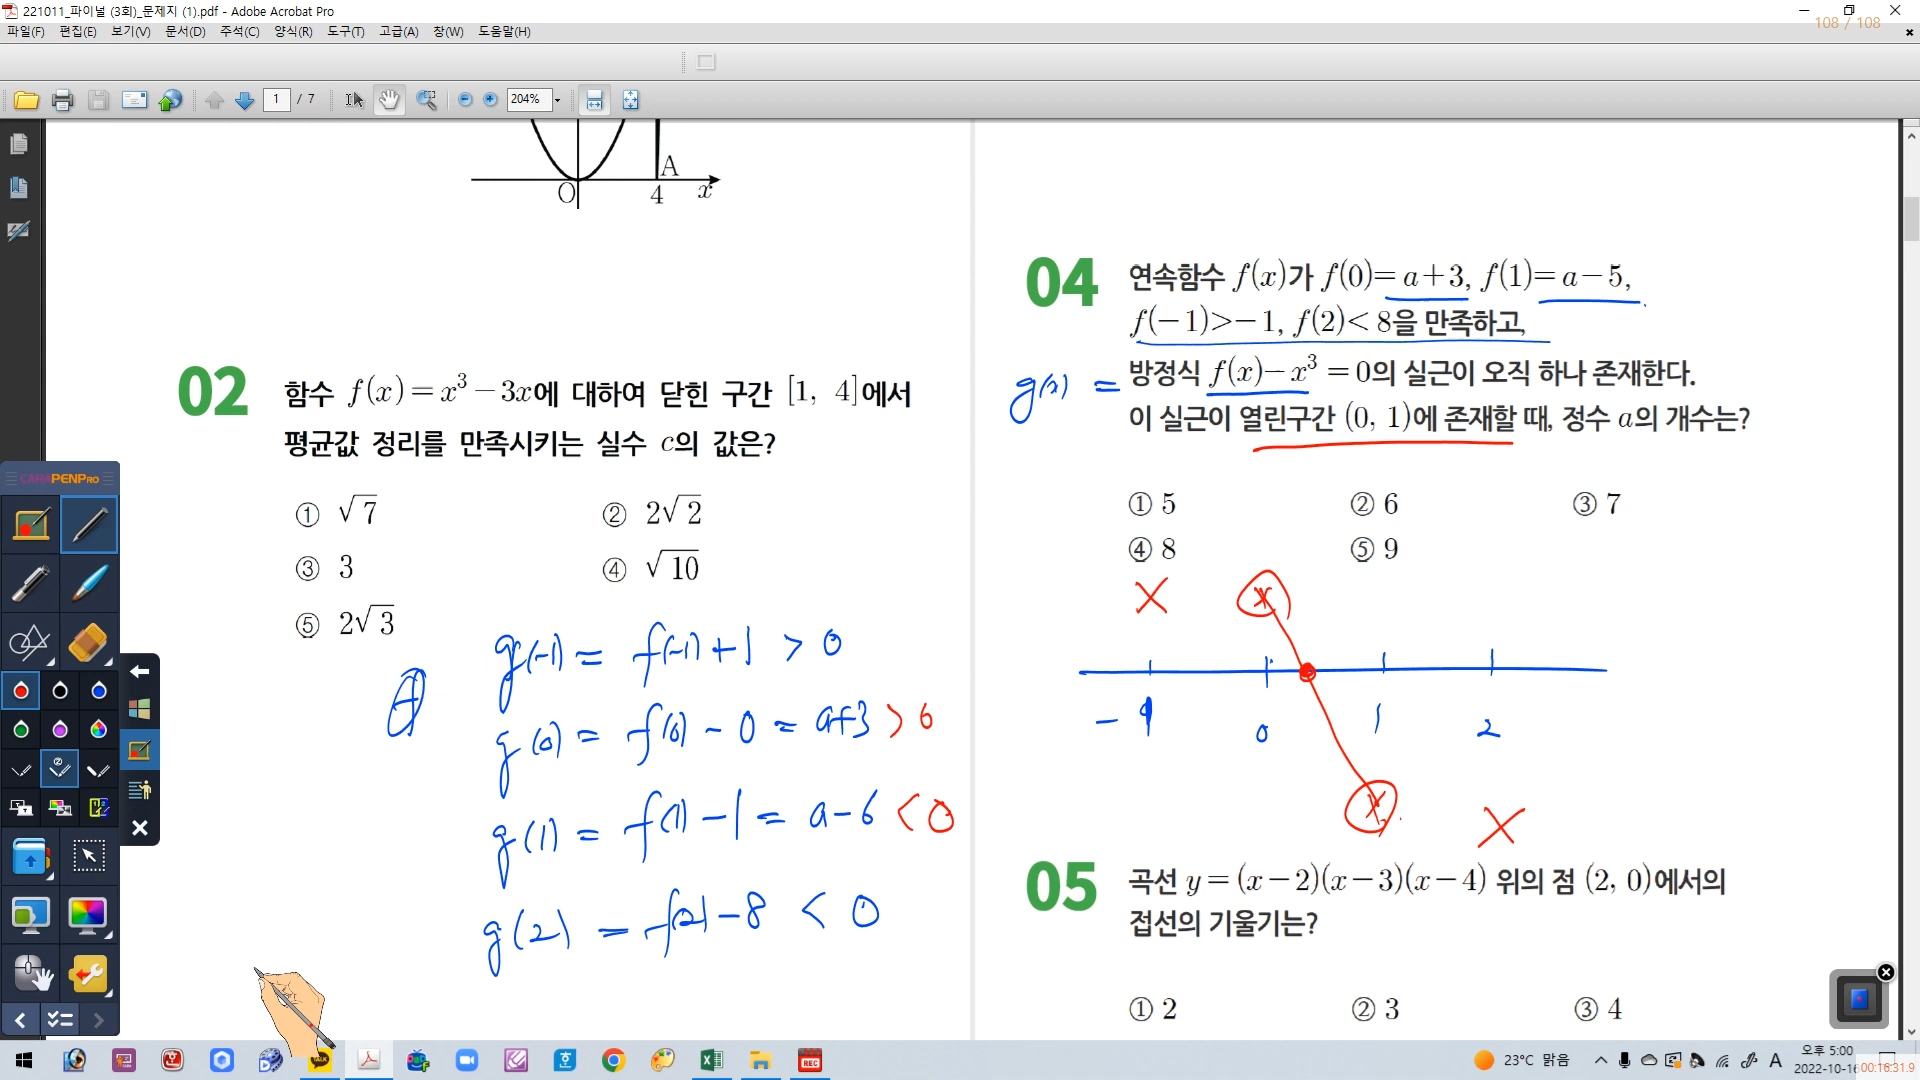 221011_파이널 (3회)_문제지 (1).pdf - Adobe Acrobat Pro
108 / 108
파일(F) 편집(E) 보기(V) 문서(D) 주석(C) 양식(R) 도구(T) 고급(A) 창(W) 도움말(H)
1 / 7
204%
O A 4 x
02 함수 f(x)=x³−3x에 대하여 닫힌 구간 [1, 4]에서
평균값 정리를 만족시키는 실수 c의 값은?
① √7 ② 2√2
③ 3 ④ √10
⑤ 2√3
g(-1) = f(-1)+1 > 0
g(0) = f(0) - 0 = a+3 > 0
g(1) = f(1) - 1 = a-6 < 0
g(2) = f(2) - 8 < 0
04 연속함수 f(x)가 f(0)=a+3, f(1)=a−5,
f(−1)>−1, f(2)<8을 만족하고,
g(x) = 방정식 f(x)−x³=0의 실근이 오직 하나 존재한다.
이 실근이 열린구간 (0, 1)에 존재할 때, 정수 a의 개수는?
① 5 ② 6 ③ 7
④ 8 ⑤ 9
-1 0 1 2
05 곡선 y=(x−2)(x−3)(x−4) 위의 점 (2, 0)에서의
접선의 기울기는?
① 2 ② 3 ③ 4
CARAPENPRO
TALK
REC
23°C 맑음
A
오후 5:00
2022-10-16
00:16:31.9